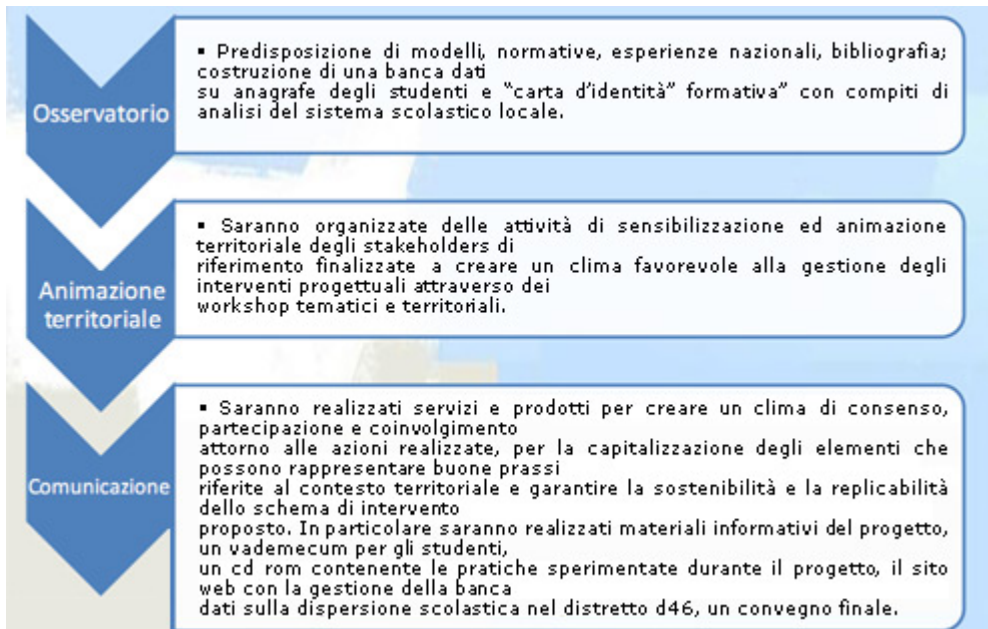 Osservatorio
▪ Predisposizione di modelli, normative, esperienze nazionali, bibliografia;
costruzione di una banca dati
su anagrafe degli studenti e “carta d’identità” formativa” con compiti di
analisi del sistema scolastico locale.
Animazione
territoriale
▪ Saranno organizzate delle attività di sensibilizzazione ed animazione
territoriale degli stakeholders di
riferimento finalizzate a creare un clima favorevole alla gestione degli
interventi progettuali attraverso dei
workshop tematici e territoriali.
Comunicazione
▪ Saranno realizzati servizi e prodotti per creare un clima di consenso,
partecipazione e coinvolgimento
attorno alle azioni realizzate, per la capitalizzazione degli elementi che
possono rappresentare buone prassi
riferite al contesto territoriale e garantire la sostenibilità e la replicabilità
dello schema di intervento
proposto. In particolare saranno realizzati materiali informativi del progetto,
un vademecum per gli studenti,
un cd rom contenente le pratiche sperimentate durante il progetto, il sito
web con la gestione della banca
dati sulla dispersione scolastica nel distretto d46, un convegno finale.